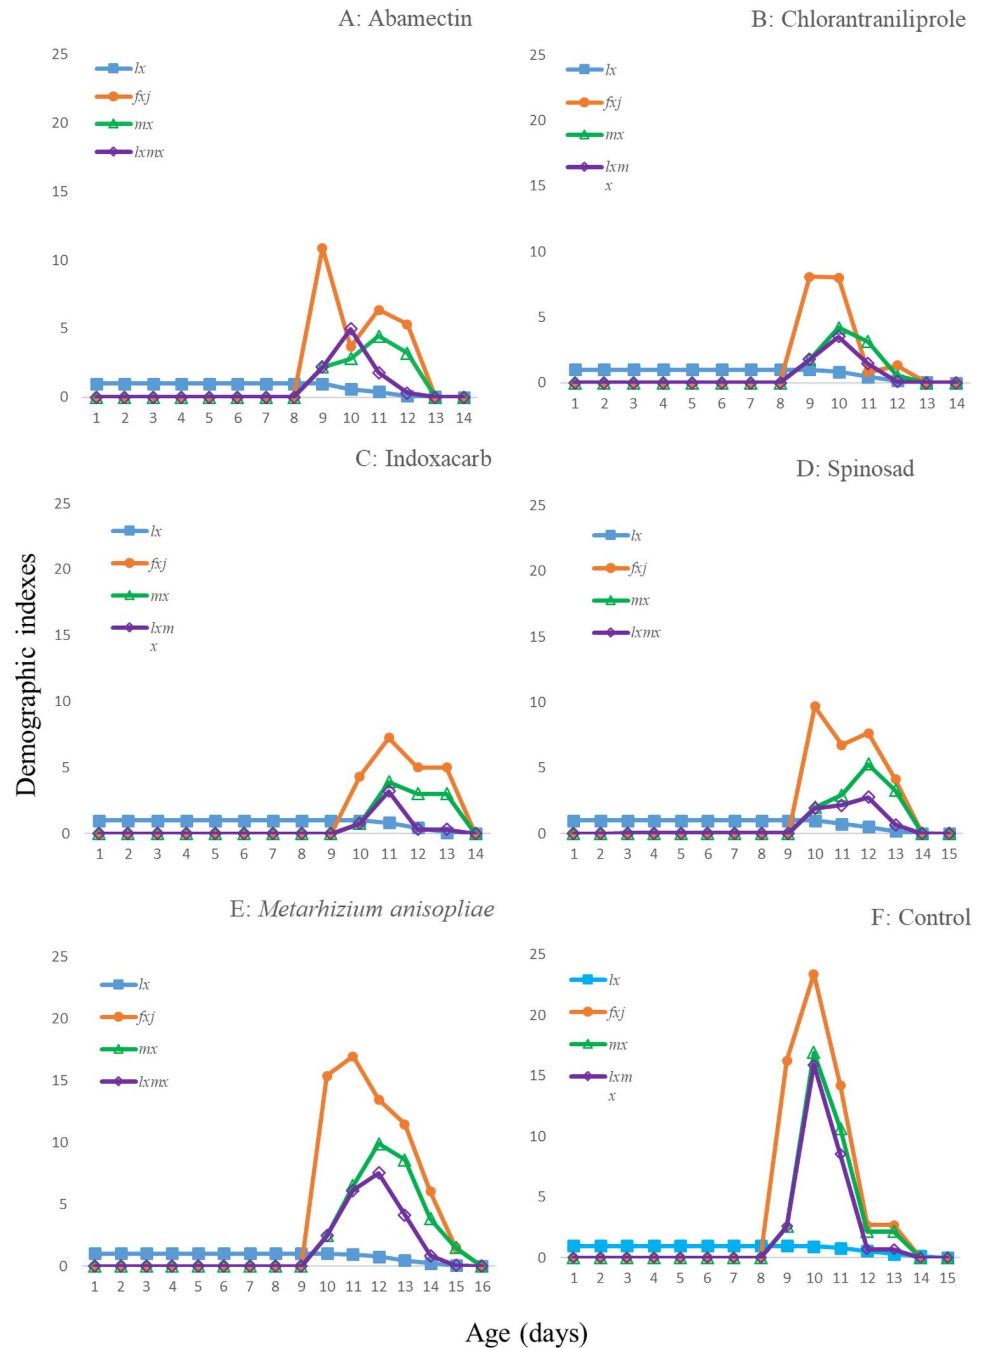 A: Abamectin
25
lx
fxj
20
mx
lxmx
15
10
5
0
1 2 3 4 5 6 7 8 9 10 11 12 13 14
B: Chlorantraniliprole
25
lx
fxj
20
mx
lxm
x
15
10
5
0
1 2 3 4 5 6 7 8 9 10 11 12 13 14
Demographic indexes
C: Indoxacarb
25
lx
fxj
20
mx
lxm
x
15
10
5
0
1 2 3 4 5 6 7 8 9 10 11 12 13 14
D: Spinosad
25
lx
fxj
20
mx
lxmx
15
10
5
0
1 2 3 4 5 6 7 8 9 10 11 12 13 14 15
E: Metarhizium anisopliae
25
lx
fxj
20
mx
lxmx
15
10
5
0
1 2 3 4 5 6 7 8 9 10 11 12 13 14 15 16
F: Control
25
lx
fxj
20
mx
lxm
x
15
10
5
0
1 2 3 4 5 6 7 8 9 10 11 12 13 14 15
Age (days)